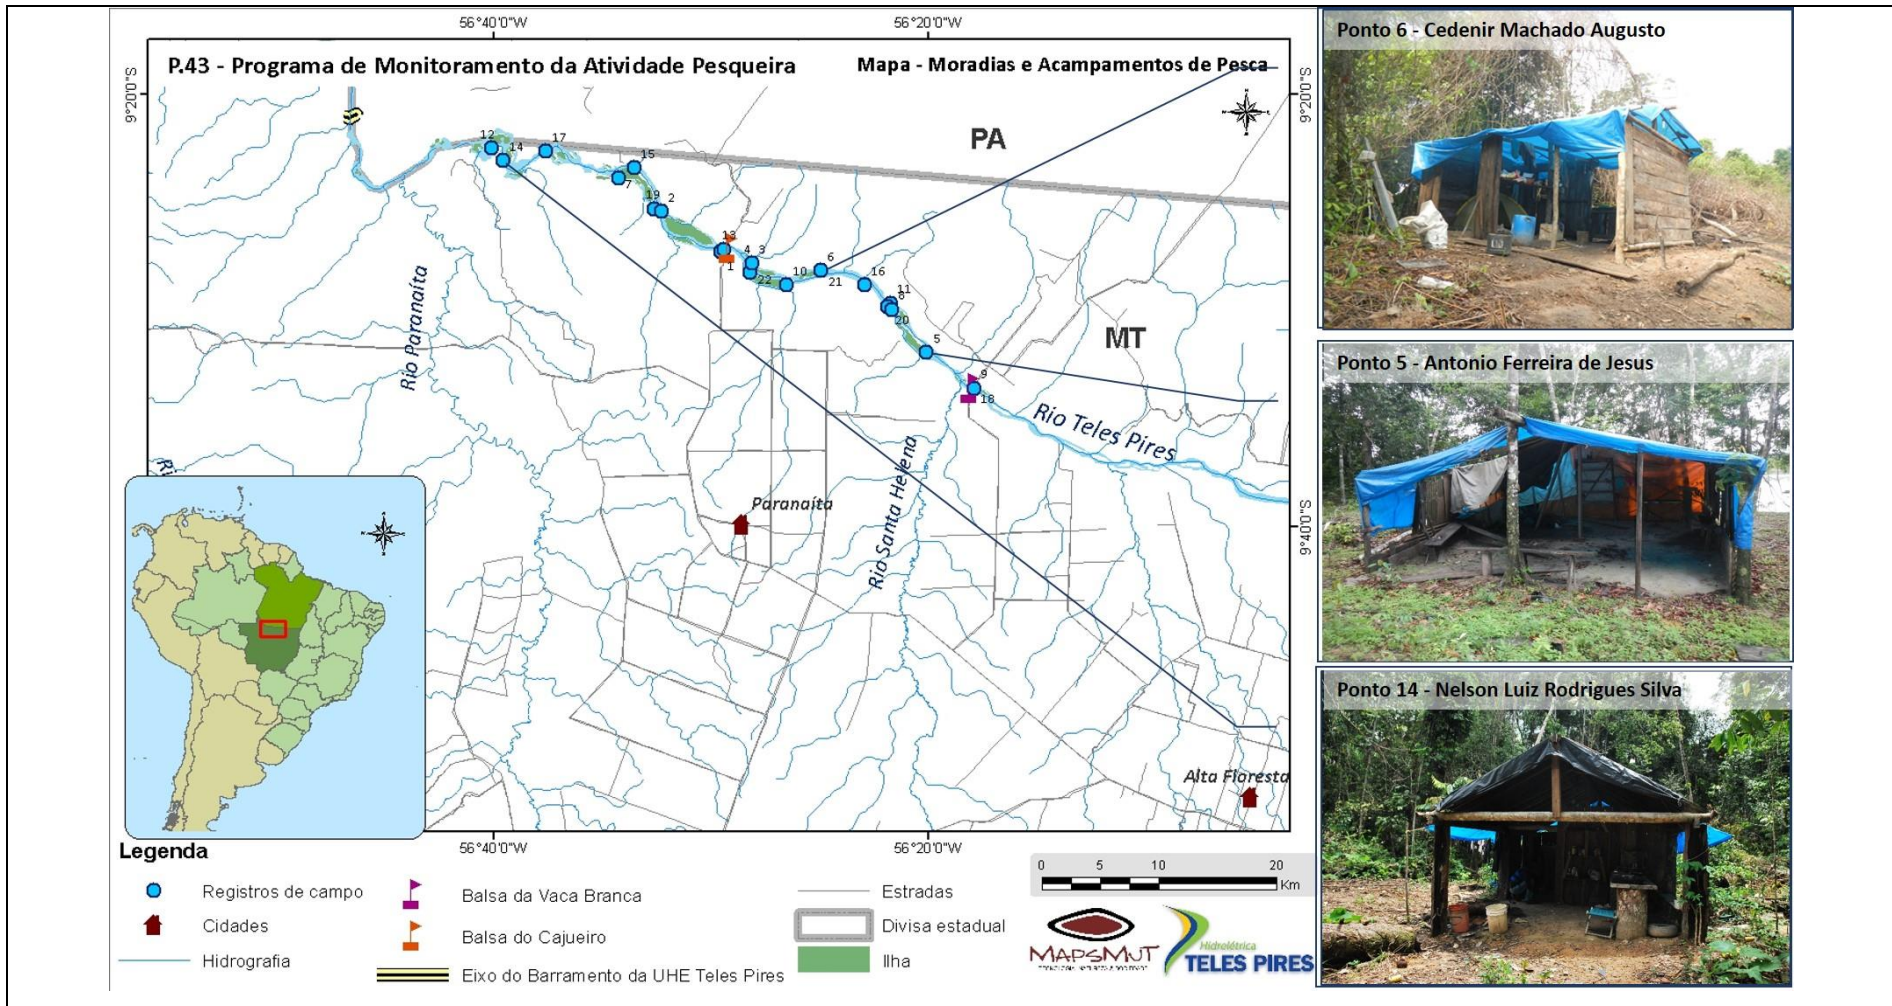 56°40'0"W
56°20'0"W
P.43 - Programa de Monitoramento da Atividade Pesqueira
Mapa - Moradias e Acampamentos de Pesca
9°20'0"S
9°20'0"S
PA
12
14
17
15
7
19
2
13
1
4
3
22
10
6
21
16
11
8
20
5
MT
9
18
Rio Paranaíta
Rio Teles Pires
Rio Santa Helena
Paranaíta
9°40'0"S
Alta Floresta
56°40'0"W
56°20'0"W
Legenda
Registros de campo
Cidades
Hidrografia
Balsa da Vaca Branca
Balsa do Cajueiro
Eixo do Barramento da UHE Teles Pires
Estradas
Divisa estadual
Ilha
0 5 10 20
Km
MAPSMUT
Hidrelétrica
TELES PIRES
Ponto 6 - Cedenir Machado Augusto
Ponto 5 - Antonio Ferreira de Jesus
Ponto 14 - Nelson Luiz Rodrigues Silva